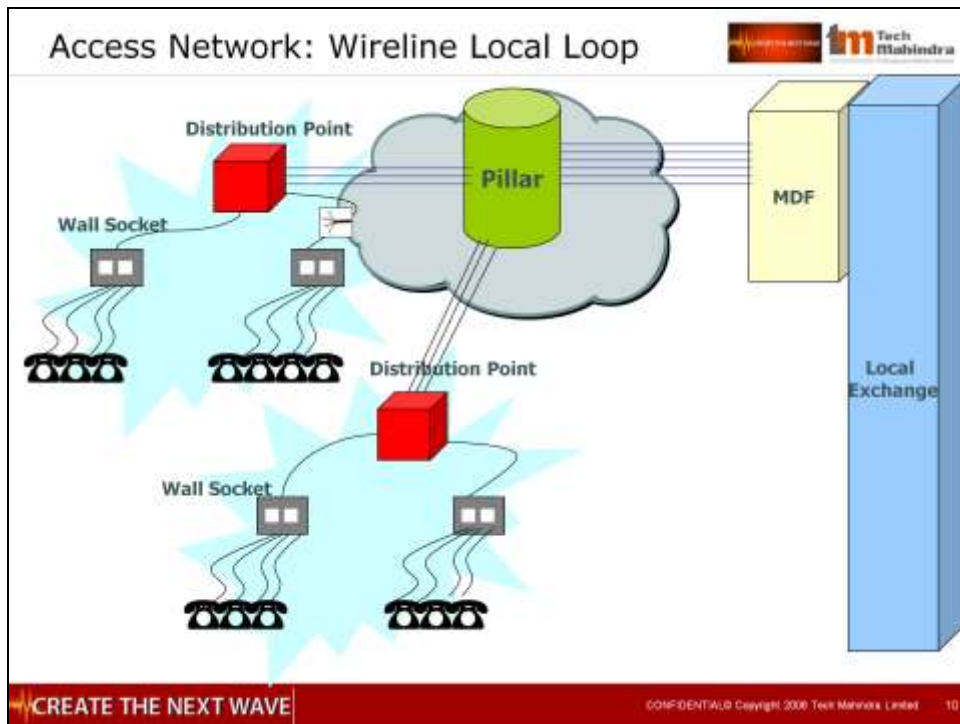 Access Network: Wireline Local Loop
Tech
Mahindra
Distribution Point
Pillar
MDF
Wall Socket
Distribution Point
Local
Exchange
Wall Socket
CREATE THE NEXT WAVE
CONFIDENTIAL© Copyright 2008 Tech Mahindra Limited
10